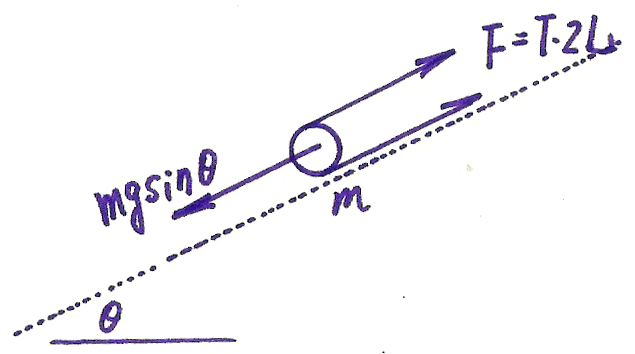 F=T·2L
mgsinθ
m
θ